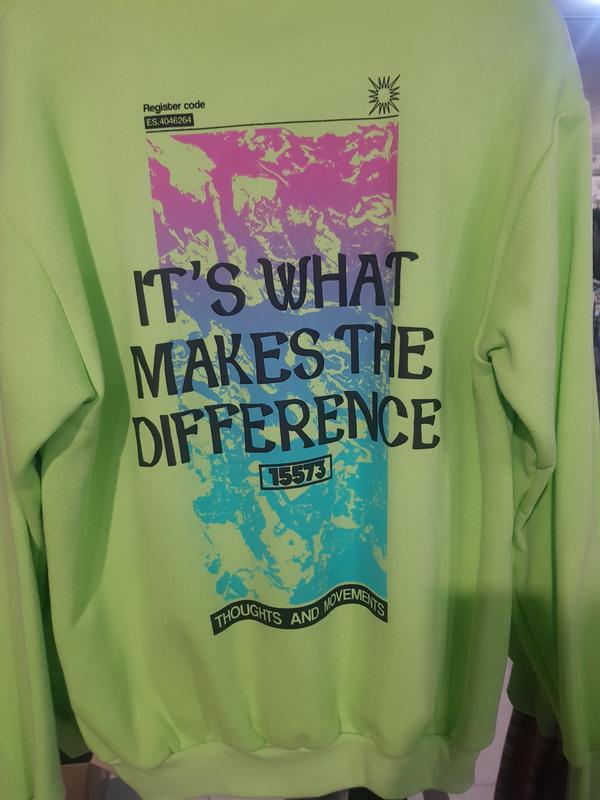 Register code
ES.4046264
IT'S WHAT
MAKES THE
DIFFERENCE
15573
THOUGHTS AND MOVEMENTS